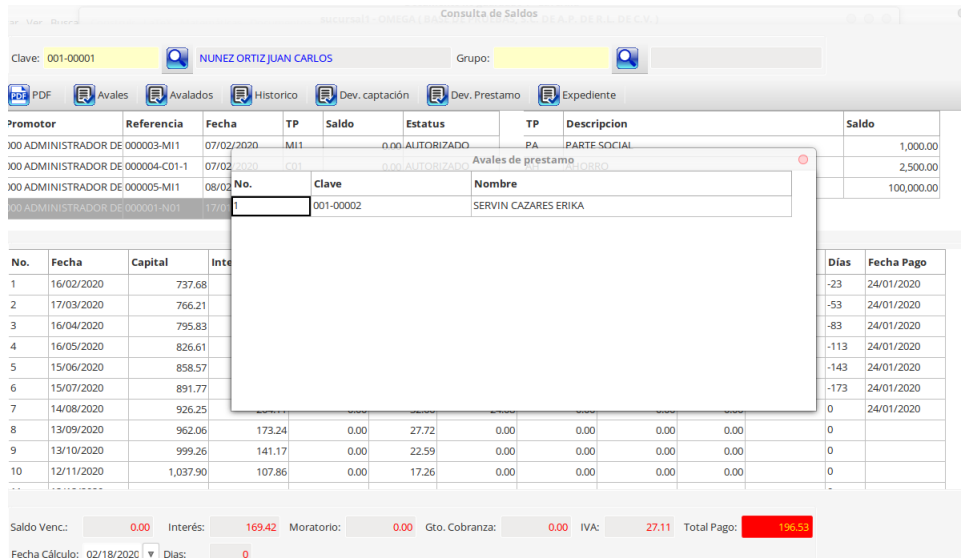 Consulta de Saldos
Clave: 001-00001 NUNEZ ORTIZ JUAN CARLOS Grupo:
PDF Avales Avalados Historico Dev. captación Dev. Prestamo Expediente
Promotor Referencia Fecha TP Saldo Estatus TP Descripcion Saldo
000 ADMINISTRADOR DE 000003-MI1 07/02/2020 MI1 0.00 AUTORIZADO PA PARTE SOCIAL 1,000.00
000 ADMINISTRADOR DE 000004-C01-1 07/02/2020 C01 0.00 AUTORIZADO AH AHORRO 2,500.00
000 ADMINISTRADOR DE 000005-MI1 08/02 100,000.00
000 ADMINISTRADOR DE 000001-N01 17/01
Avales de prestamo
No. Clave Nombre
1 001-00002 SERVIN CAZARES ERIKA
No. Fecha Capital Inte Días Fecha Pago
1 16/02/2020 737.68 -23 24/01/2020
2 17/03/2020 766.21 -53 24/01/2020
3 16/04/2020 795.83 -83 24/01/2020
4 16/05/2020 826.61 -113 24/01/2020
5 15/06/2020 858.57 -143 24/01/2020
6 15/07/2020 891.77 -173 24/01/2020
7 14/08/2020 926.25 0 24/01/2020
8 13/09/2020 962.06 173.24 0.00 27.72 0.00 0.00 0.00 0.00 0
9 13/10/2020 999.26 141.17 0.00 22.59 0.00 0.00 0.00 0.00 0
10 12/11/2020 1,037.90 107.86 0.00 17.26 0.00 0.00 0.00 0.00 0
Saldo Venc.: 0.00 Interés: 169.42 Moratorio: 0.00 Gto. Cobranza: 0.00 IVA: 27.11 Total Pago: 196.53
Fecha Cálculo: 02/18/2020 Dias: 0